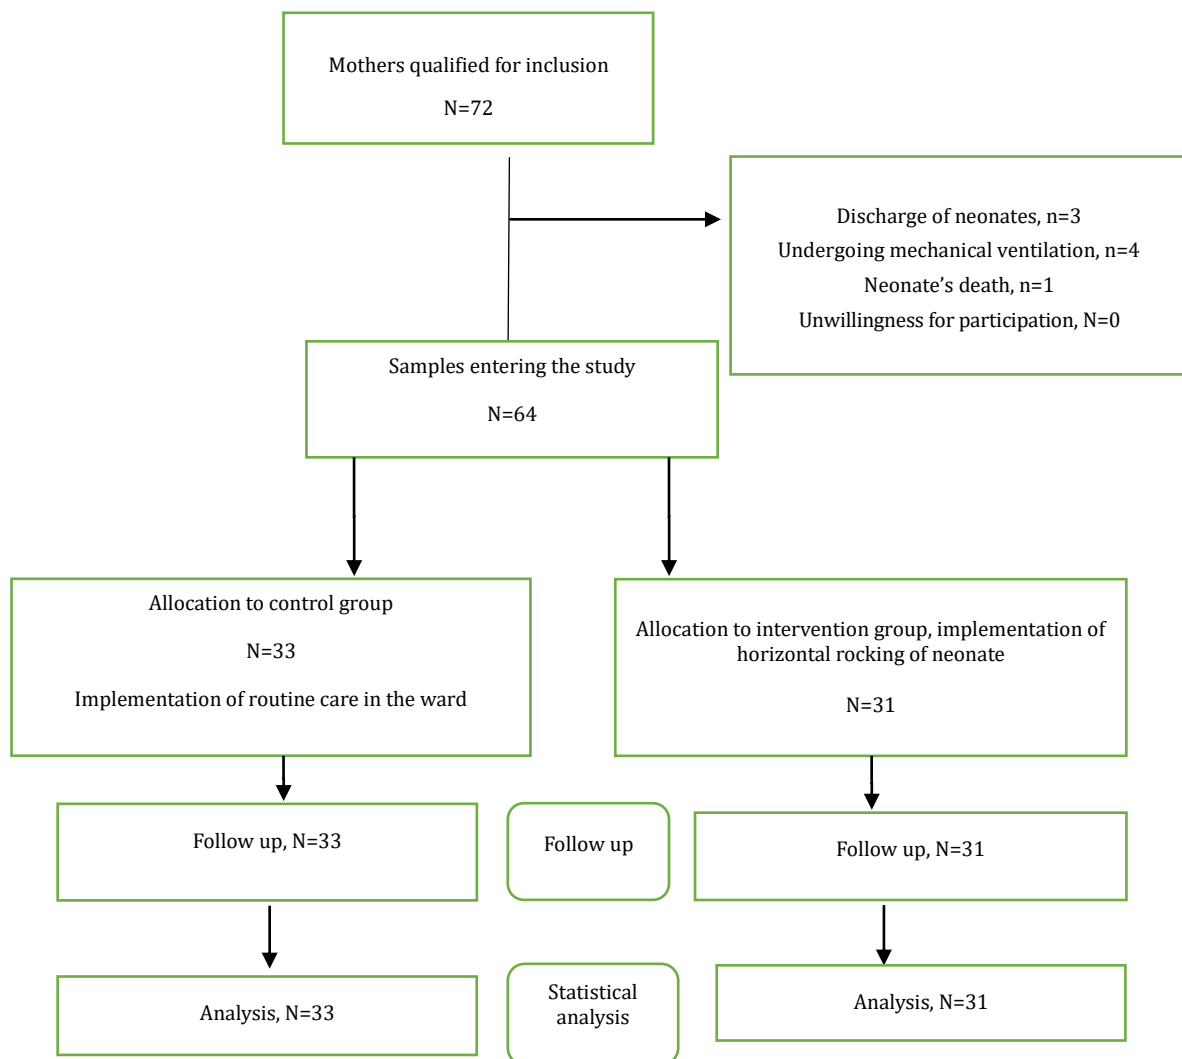 Mothers qualified for inclusion
N=72
Discharge of neonates, n=3
Undergoing mechanical ventilation, n=4
Neonate’s death, n=1
Unwillingness for participation, N=0
Samples entering the study
N=64
Allocation to control group
N=33
Implementation of routine care in the ward
Allocation to intervention group, implementation of
horizontal rocking of neonate
N=31
Follow up, N=33
Follow up
Follow up, N=31
Analysis, N=33
Statistical
analysis
Analysis, N=31